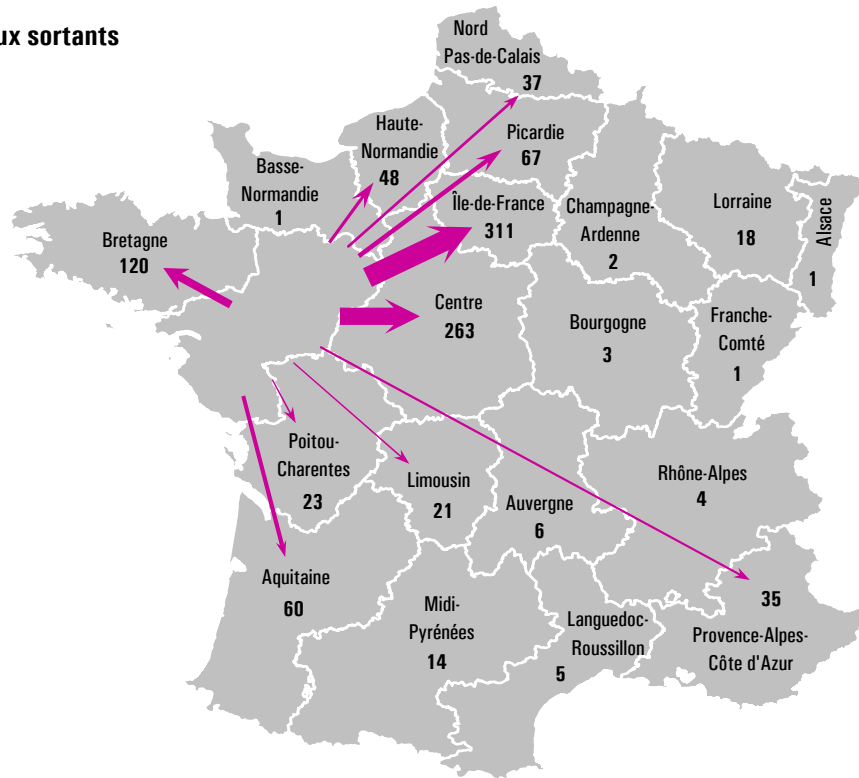 ux sortants
Nord
Pas-de-Calais
37
Haute-
Normandie
48
Picardie
67
Basse-
Normandie
1
Île-de-France
311
Champagne-
Ardenne
2
Lorraine
18
Alsace
1
Bretagne
120
Centre
263
Bourgogne
3
Franche-
Comté
1
Poitou-
Charentes
23
Limousin
21
Auvergne
6
Rhône-Alpes
4
Aquitaine
60
Midi-
Pyrénées
14
Languedoc-
Roussillon
5
35
Provence-Alpes-
Côte d'Azur